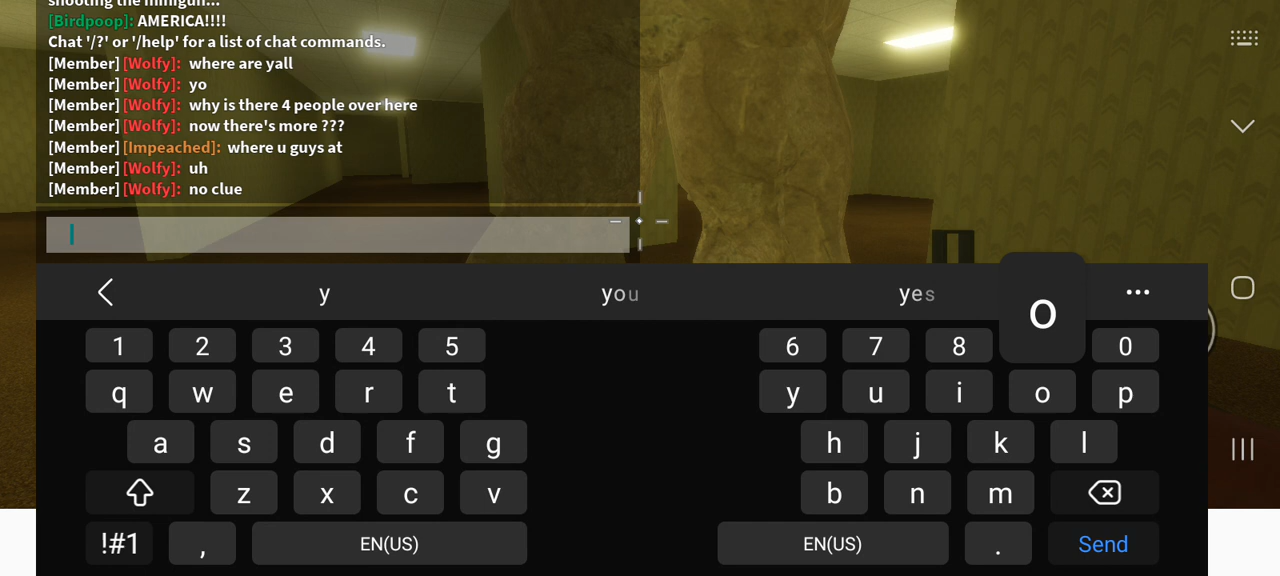 shooting the minigun...
[Birdpoop]: AMERICA!!!!
Chat '/?' or '/help' for a list of chat commands.
[Member] [Wolfy]: where are yall
[Member] [Wolfy]: yo
[Member] [Wolfy]: why is there 4 people over here
[Member] [Wolfy]: now there's more ???
[Member] [Impeached]: where u guys at
[Member] [Wolfy]: uh
[Member] [Wolfy]: no clue
y you yes
o
1 2 3 4 5 6 7 8 0
q w e r t y u i o p
a s d f g h j k l
z x c v b n m
!#1 , EN(US) EN(US) . Send